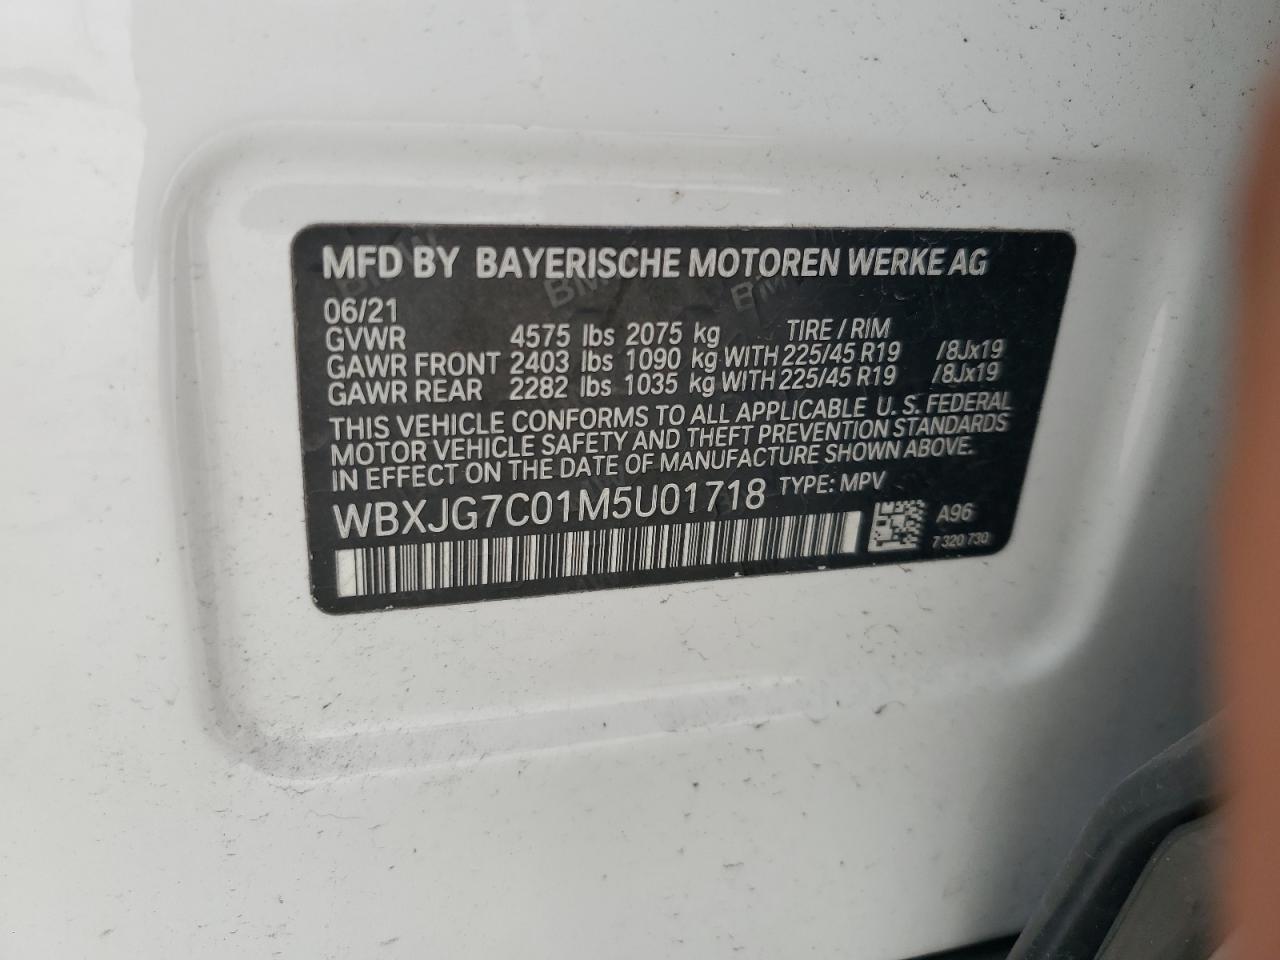 MFD BY BAYERISCHE MOTOREN WERKE AG
06/21
GVWR 4575 lbs 2075 kg TIRE / RIM
GAWR FRONT 2403 lbs 1090 kg WITH 225/45 R19 /8Jx19
GAWR REAR 2282 lbs 1035 kg WITH 225/45 R19 /8Jx19
THIS VEHICLE CONFORMS TO ALL APPLICABLE U. S. FEDERAL
MOTOR VEHICLE SAFETY AND THEFT PREVENTION STANDARDS
IN EFFECT ON THE DATE OF MANUFACTURE SHOWN ABOVE.
WBXJG7C01M5U01718 TYPE: MPV
A96
7 320 730